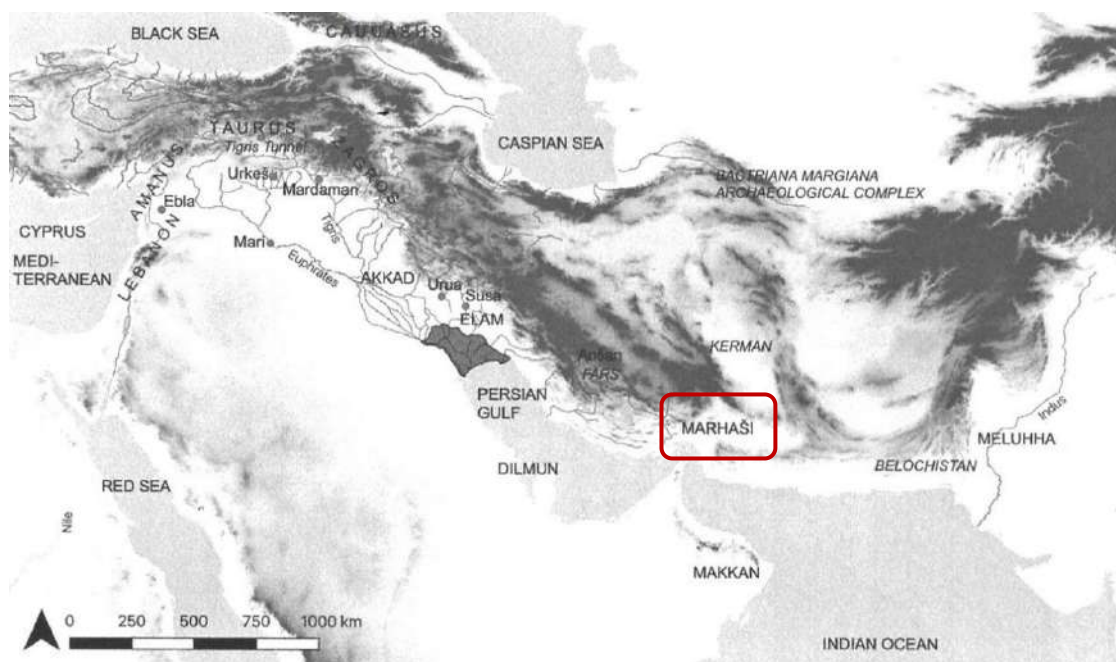 BLACK SEA
CAUCASUS
CASPIAN SEA
TAURUS
Tigris Tunnel
ZAGROS
Urkeš
Mardaman
BACTRIANA MARGIANA
ARCHAEOLOGICAL COMPLEX
AMANUS
Ebla
CYPRUS
MEDI-
TERRANEAN
LEBANON
Mari
Tigris
Euphrates
AKKAD
Urua
Susa
ELAM
KERMAN
Anšan
FARS
PERSIAN
GULF
MARHAŠI
Indus
MELUHHA
DILMUN
BELOCHISTAN
RED SEA
Nile
MAKKAN
0 250 500 750 1000 km
INDIAN OCEAN